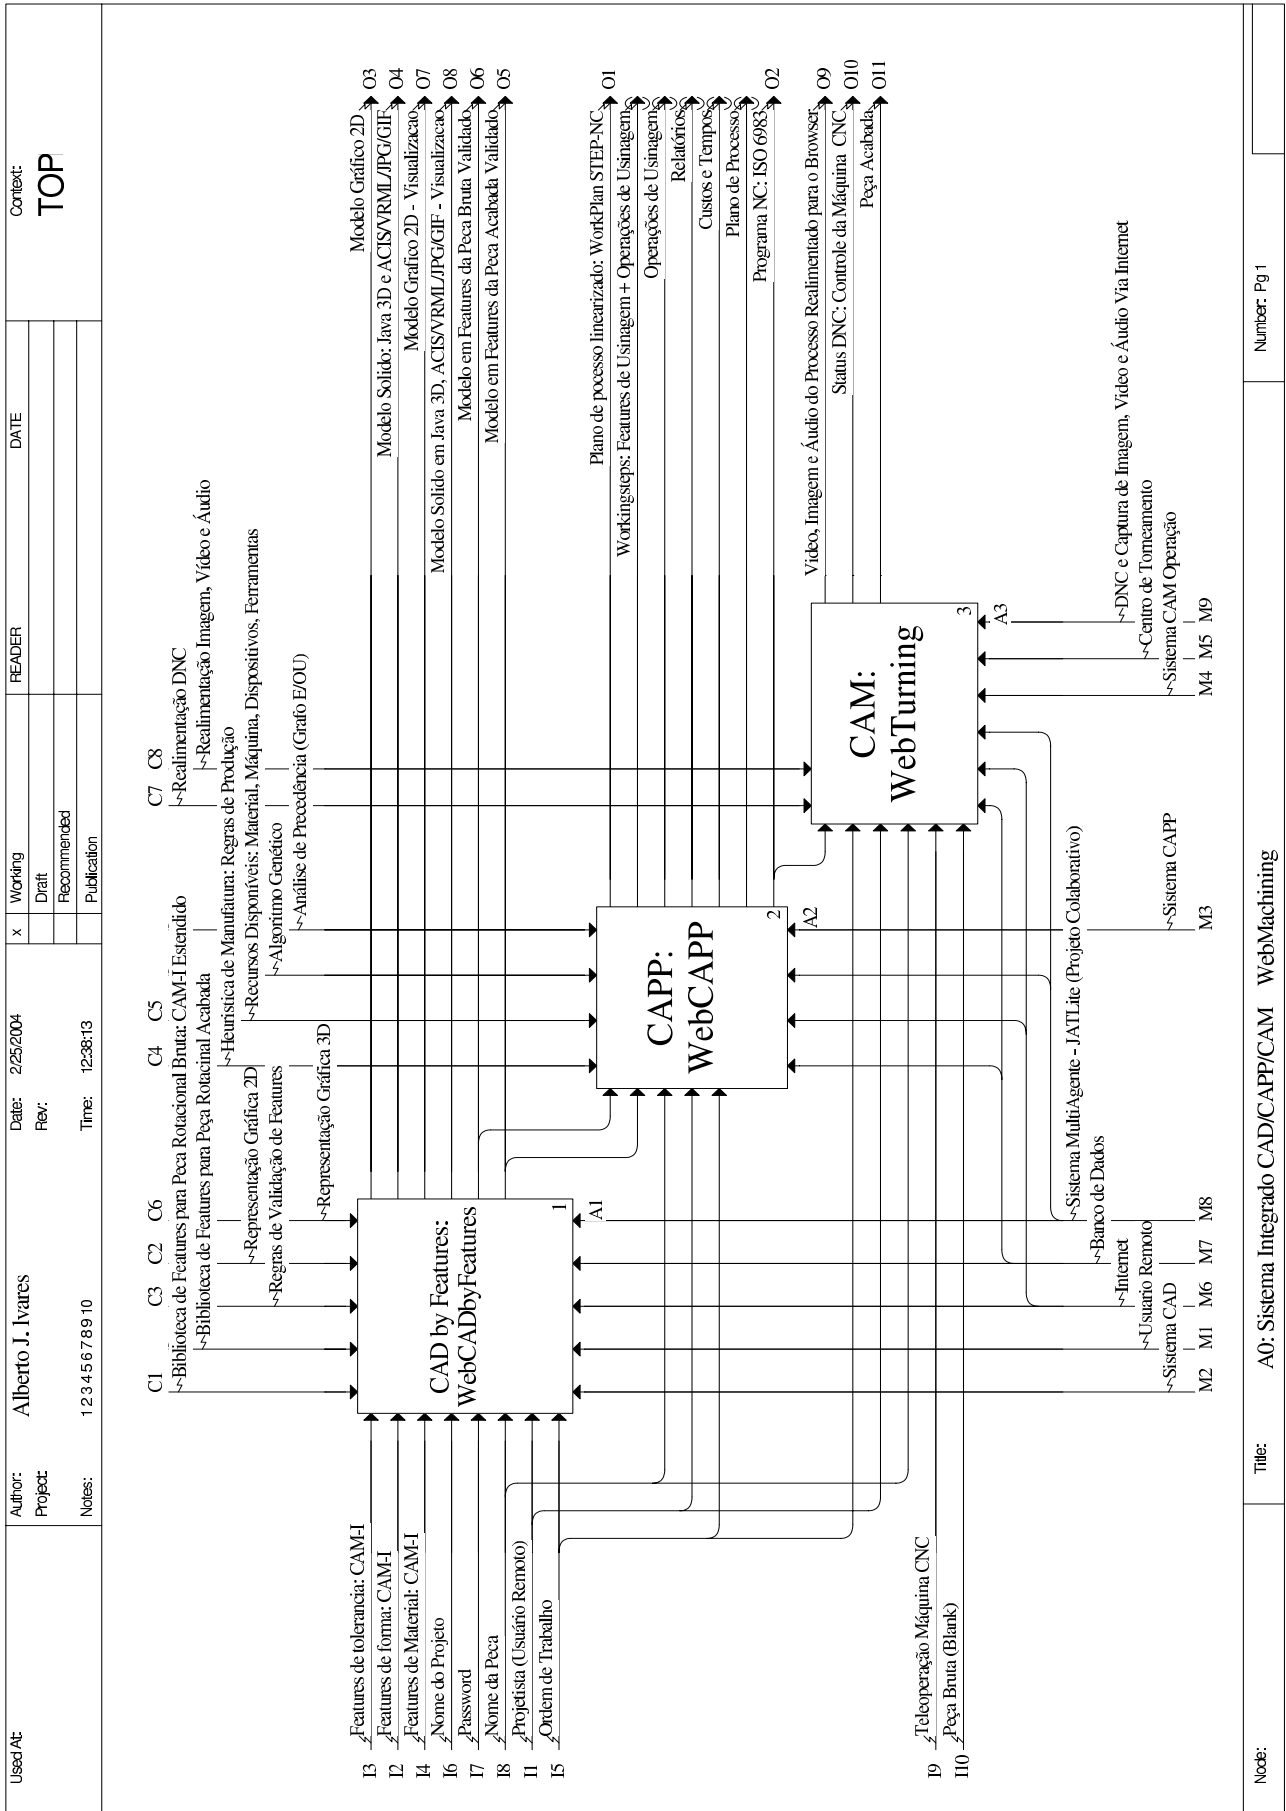 Used At:
Author:
Alberto J. lvares
Project:
Notes:
1 2 3 4 5 6 7 8 9 10
Date:
2/25/2004
Rev:
Time:
12:38:13
x
Working
Draft
Recommended
Publication
READER
DATE
Context:
TOP
C1
C3
C2
C6
C4
C5
C7
C8
Biblioteca de Features para Peca Rotacional Bruta: CAM-I Estendido
Biblioteca de Features para Peça Rotacinal Acabada
Representação Gráfica 2D
Regras de Validação de Features
Representação Gráfica 3D
Heuristica de Manufatura: Regras de Produção
Recursos Disponíveis: Material, Máquina, Dispositivos, Ferramentas
Algoritmo Genético
Análise de Precedência (Grafo E/OU)
Realimentação DNC
Realimentação Imagem, Vídeo e Áudio
I3
Features de tolerancia: CAM-I
I2
Features de forma: CAM-I
I4
Features de Material: CAM-I
I6
Nome do Projeto
I7
Password
I8
Nome da Peca
I1
Projetista (Usuário Remoto)
I5
Ordem de Trabalho
I9
Teleoperação Máquina CNC
I10
Peça Bruta (Blank)
CAD by Features:
WebCADbyFeatures
1
A1
CAPP:
WebCAPP
2
A2
CAM:
WebTurning
3
A3
Modelo Gráfico 2D
O3
Modelo Solido: Java 3D e ACIS/VRML/JPG/GIF
O4
Modelo Grafico 2D - Visualizacao
O7
Modelo Solido em Java 3D, ACIS/VRML/JPG/GIF - Visualizacao
O8
Modelo em Features da Peca Bruta Validado
O6
Modelo em Features da Peca Acabada Validado
O5
Plano de pocesso linearizado: WorkPlan STEP-NC
O1
Workingsteps: Features de Usinagem + Operações de Usinagem
Operações de Usinagem
Relatórios
Custos e Tempos
Plano de Processo
Programa NC: ISO 6983
O2
Video, Imagem e Áudio do Processo Realimentado para o Browser
O9
Status DNC: Controle da Máquina CNC
O10
Peça Acabada
O11
Sistema MultiAgente - JATLite (Projeto Colaborativo)
Banco de Dados
Internet
Usuário Remoto
Sistema CAD
Sistema CAPP
DNC e Captura de Imagem, Video e Áudio Via Internet
Centro de Torneamento
Sistema CAM Operação
M2
M1
M6
M7
M8
M3
M4
M5
M9
Node:
Title:
A0: Sistema Integrado CAD/CAPP/CAM WebMachining
Number: Pg 1